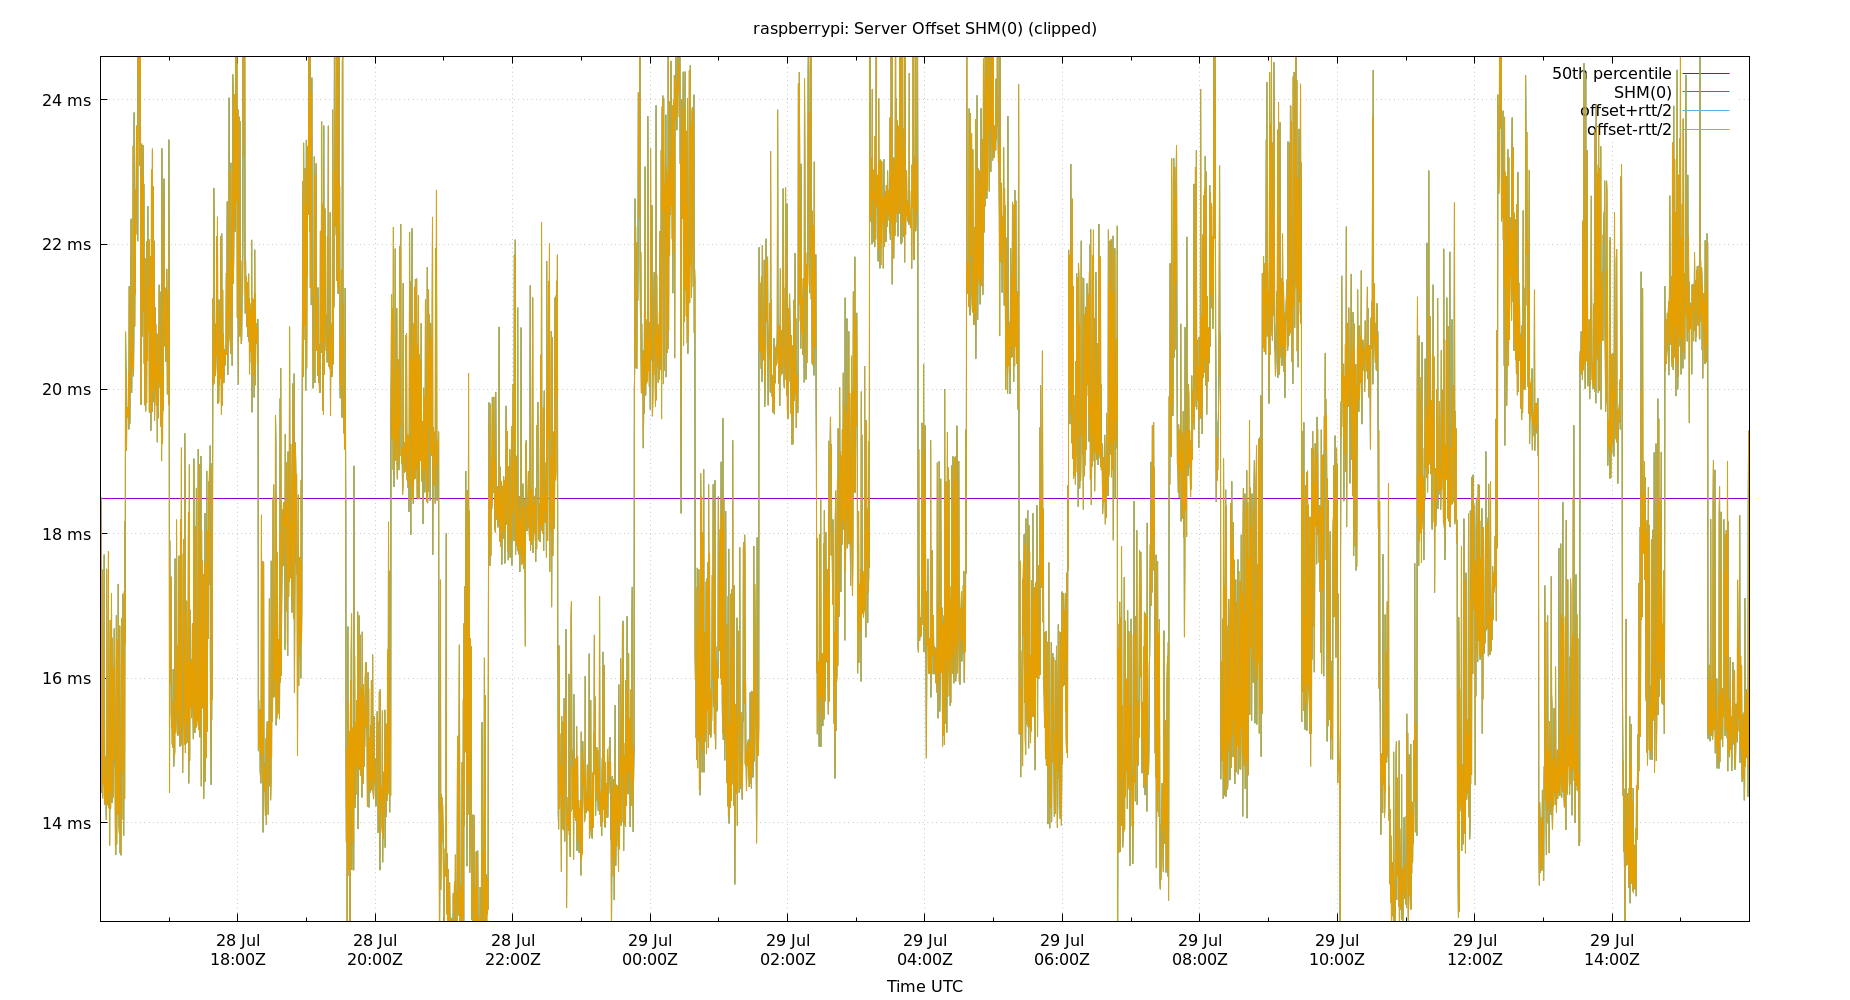 raspberrypi: Server Offset SHM(0) (clipped)
50th percentile
SHM(0)
offset+rtt/2
offset-rtt/2
24 ms
22 ms
20 ms
18 ms
16 ms
14 ms
28 Jul 28 Jul 28 Jul 29 Jul 29 Jul 29 Jul 29 Jul 29 Jul 29 Jul 29 Jul 29 Jul
18:00Z 20:00Z 22:00Z 00:00Z 02:00Z 04:00Z 06:00Z 08:00Z 10:00Z 12:00Z 14:00Z
Time UTC